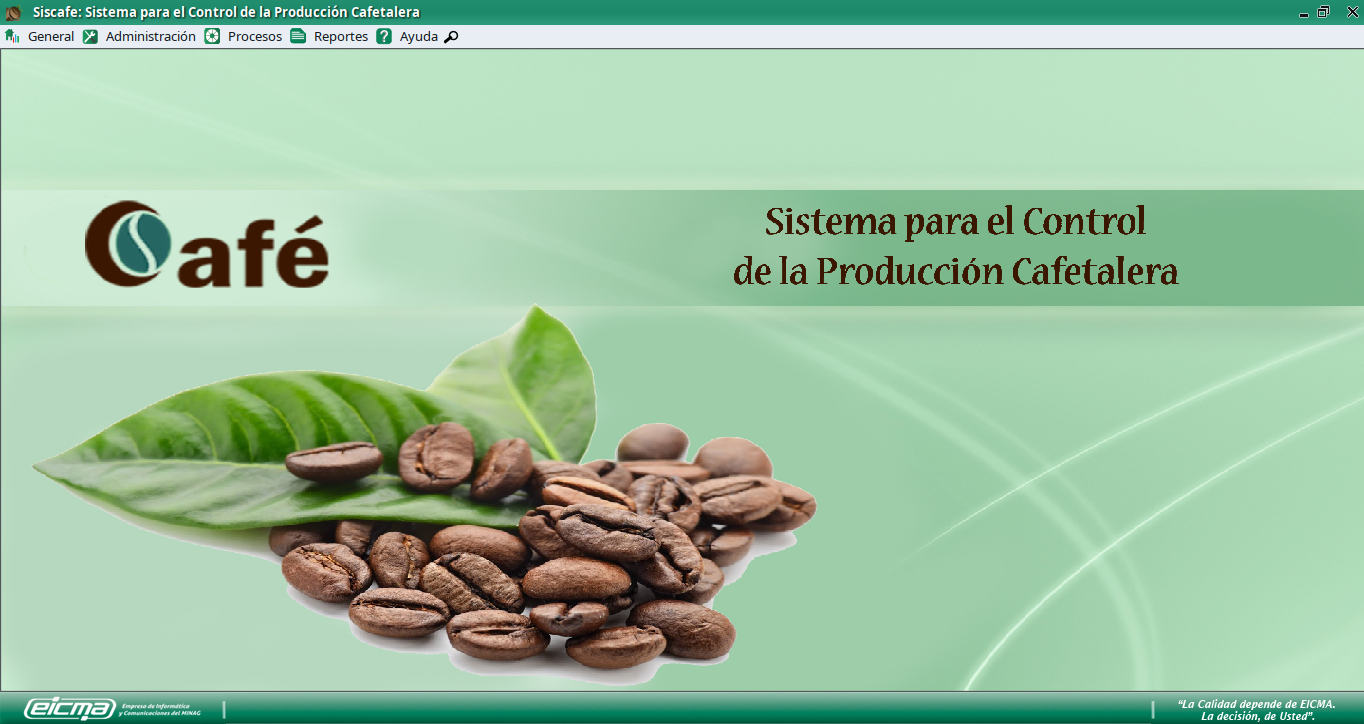 Siscafe: Sistema para el Control de la Producción Cafetalera
General Administración Procesos Reportes Ayuda
Café
Sistema para el Control
de la Producción Cafetalera
eicma Empresa de Informática
y Comunicaciones del MINAG
"La Calidad depende de EICMA.
La decisión, de Usted".